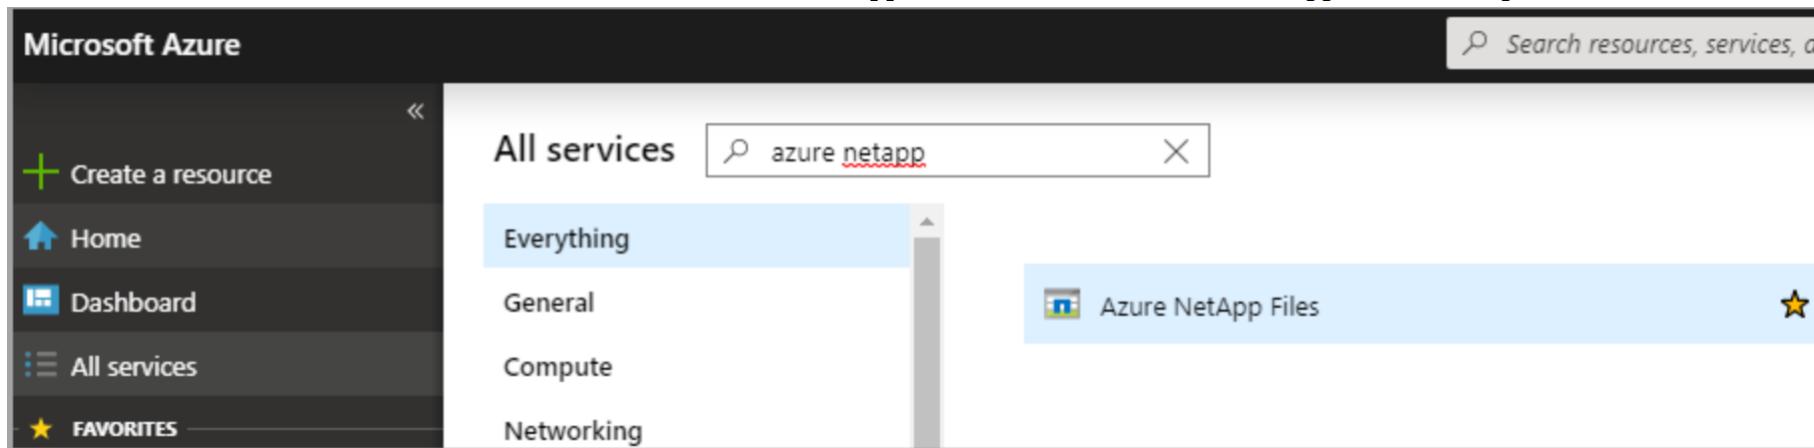 Microsoft Azure
Search resources, services,
«
Create a resource
Home
Dashboard
All services
FAVORITES
All services
azure netapp
Everything
General
Compute
Networking
Azure NetApp Files